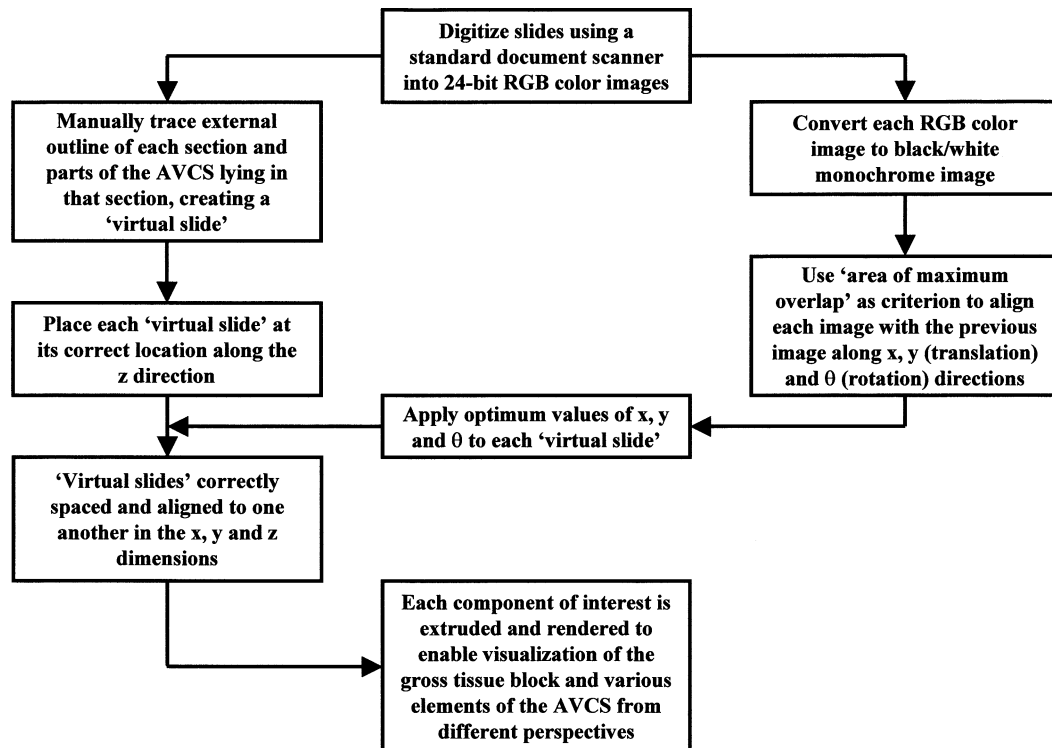 Digitize slides using a
standard document scanner
into 24-bit RGB color images
Manually trace external
outline of each section and
parts of the AVCS lying in
that section, creating a
‘virtual slide’
Convert each RGB color
image to black/white
monochrome image
Place each ‘virtual slide’ at
its correct location along the
z direction
Use ‘area of maximum
overlap’ as criterion to align
each image with the previous
image along x, y (translation)
and θ (rotation) directions
Apply optimum values of x, y
and θ to each ‘virtual slide’
‘Virtual slides’ correctly
spaced and aligned to one
another in the x, y and z
dimensions
Each component of interest is
extruded and rendered to
enable visualization of the
gross tissue block and various
elements of the AVCS from
different perspectives